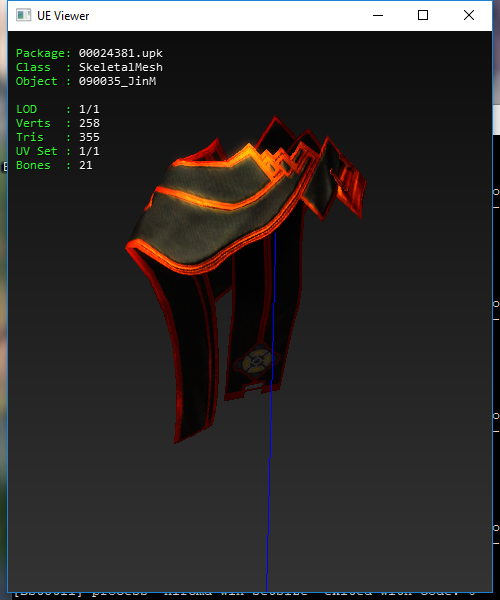 UE Viewer
Package: 00024381.upk
Class : SkeletalMesh
Object : 090035_JinM
LOD : 1/1
Verts : 258
Tris : 355
UV Set : 1/1
Bones : 21